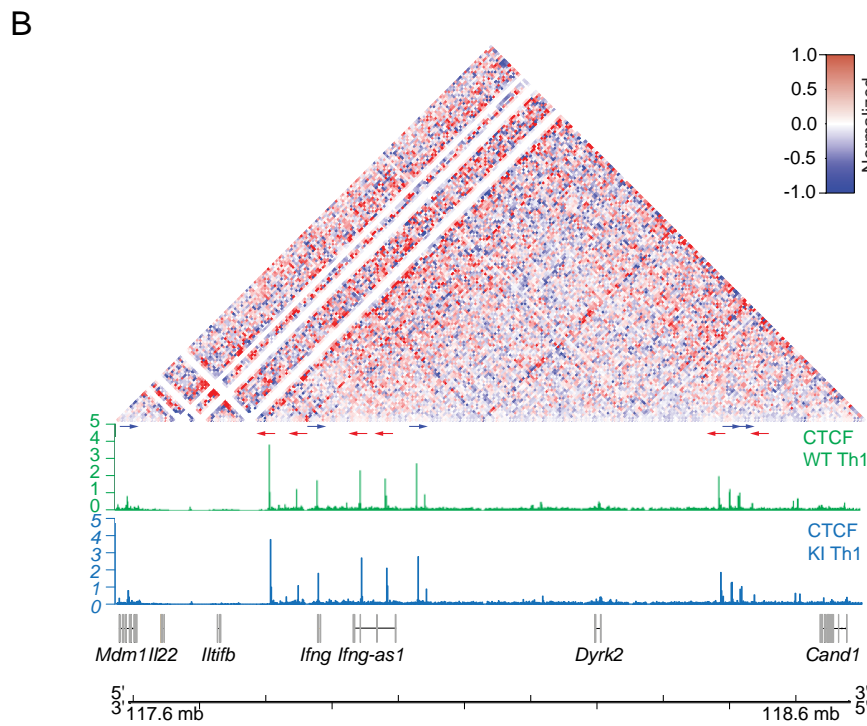 B
1.0
0.5
0.0
-0.5
-1.0
Normalized
5
4
3
2
1
0
CTCF
WT Th1
5
4
3
2
1
0
CTCF
KI Th1
Mdm1 Il22 Iltifb Ifng Ifng-as1 Dyrk2 Cand1
5' 3'
3' 5'
117.6 mb 118.6 mb